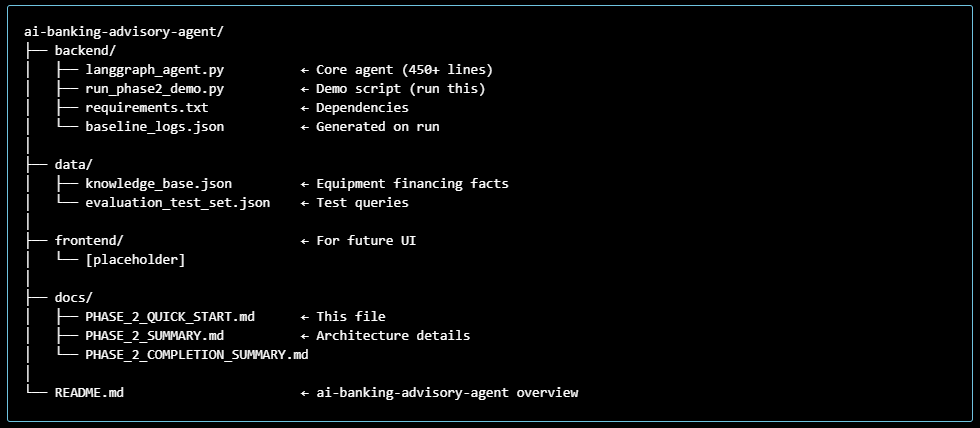 ai-banking-advisory-agent/
├── backend/
│   ├── langgraph_agent.py          ← Core agent (450+ lines)
│   ├── run_phase2_demo.py          ← Demo script (run this)
│   ├── requirements.txt            ← Dependencies
│   └── baseline_logs.json          ← Generated on run
│
├── data/
│   ├── knowledge_base.json         ← Equipment financing facts
│   └── evaluation_test_set.json    ← Test queries
│
├── frontend/                       ← For future UI
│   └── [placeholder]
│
├── docs/
│   ├── PHASE_2_QUICK_START.md      ← This file
│   ├── PHASE_2_SUMMARY.md          ← Architecture details
│   └── PHASE_2_COMPLETION_SUMMARY.md
│
└── README.md                       ← ai-banking-advisory-agent overview